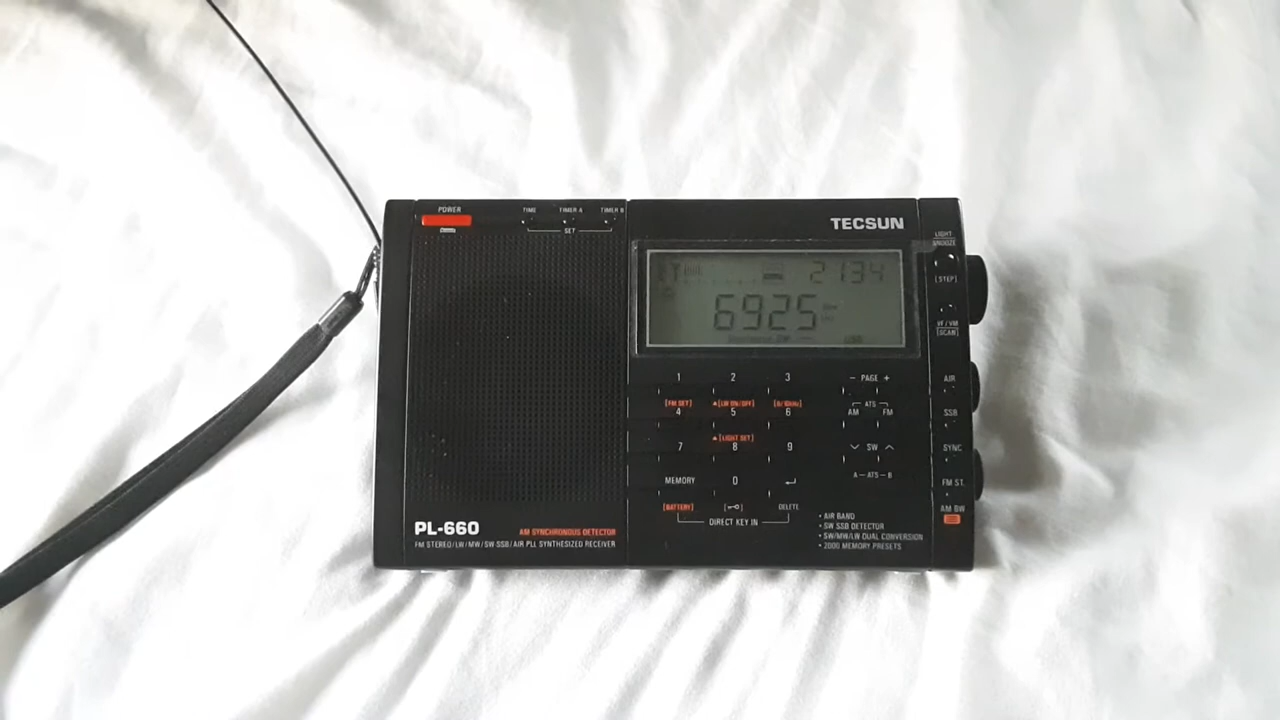 POWER
TIME TIMER A TIMER B
SET
TECSUN
LIGHT
SNOOZE
[STEP]
2134
6925
VF / VM
[SCAN]
1 2 3
- PAGE +
AIR
[FM SET] [LW ON/OFF] [9/10kHz]
ATS
4 5 6
AM FM
SSB
[LIGHT SET]
7 8 9
SW
SYNC
A-ATS-B
MEMORY 0
FM ST.
[BATTERY] DELETE
DIRECT KEY IN
AM BW
PL-660
AM SYNCHRONOUS DETECTOR
FM STEREO/LW/MW/SW SSB/AIR PLL SYNTHESIZED RECEIVER
• AIR BAND
• SW SSB DETECTOR
• SW/MW/LW DUAL CONVERSION
• 2000 MEMORY PRESETS